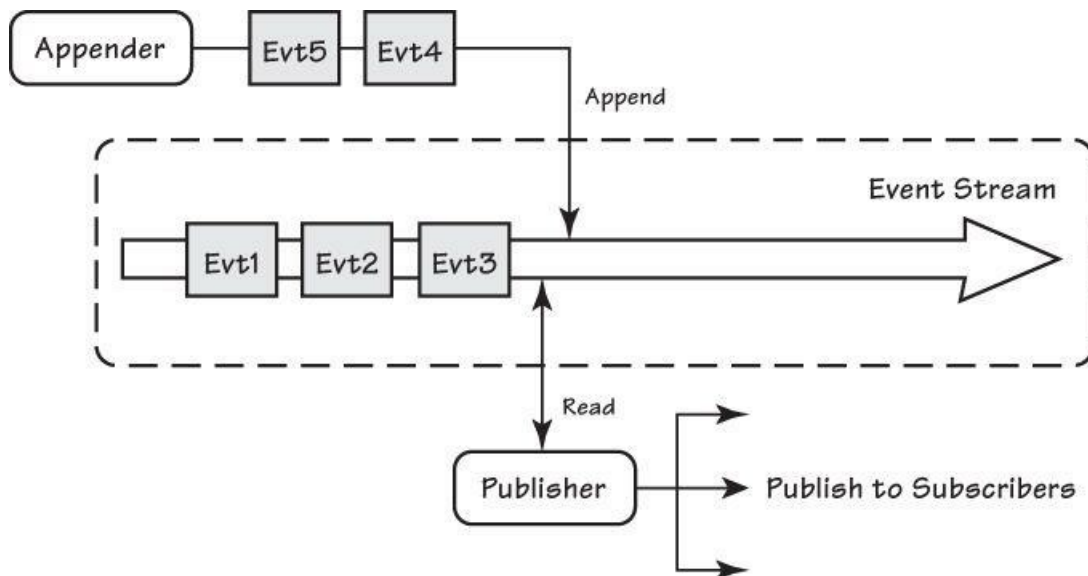 Appender
Evt5
Evt4
Append
Event Stream
Evt1
Evt2
Evt3
Read
Publisher
Publish to Subscribers